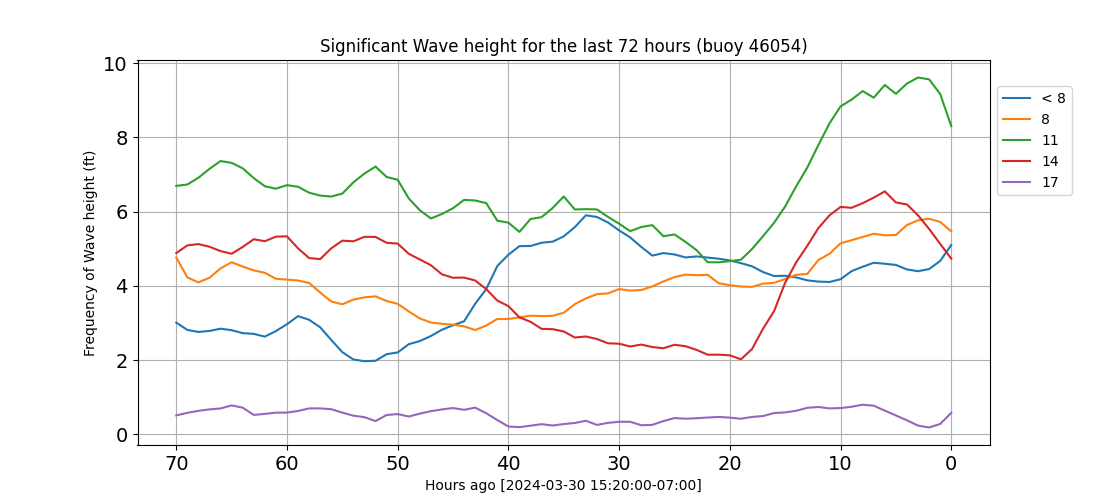 Significant Wave height for the last 72 hours (buoy 46054)
Frequency of Wave height (ft)
10
8
6
4
2
0
70 60 50 40 30 20 10 0
Hours ago [2024-03-30 15:20:00-07:00]
< 8
8
11
14
17